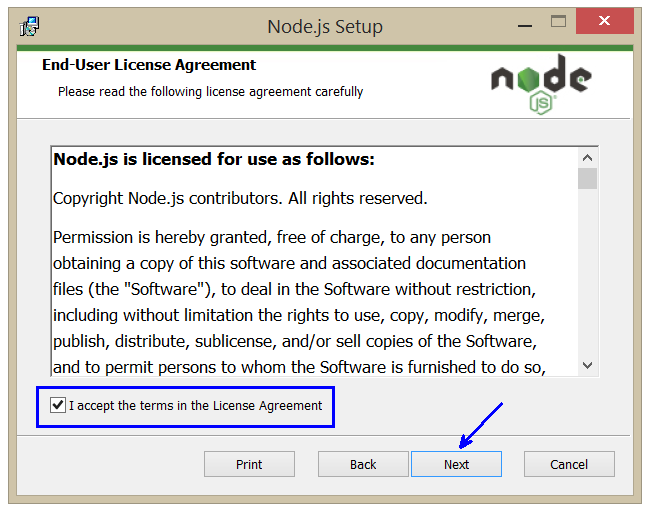 Node.js Setup
End-User License Agreement
Please read the following license agreement carefully
node
JS
Node.js is licensed for use as follows:
Copyright Node.js contributors. All rights reserved.
Permission is hereby granted, free of charge, to any person
obtaining a copy of this software and associated documentation
files (the "Software"), to deal in the Software without restriction,
including without limitation the rights to use, copy, modify, merge,
publish, distribute, sublicense, and/or sell copies of the Software,
and to permit persons to whom the Software is furnished to do so,
I accept the terms in the License Agreement
Print Back Next Cancel